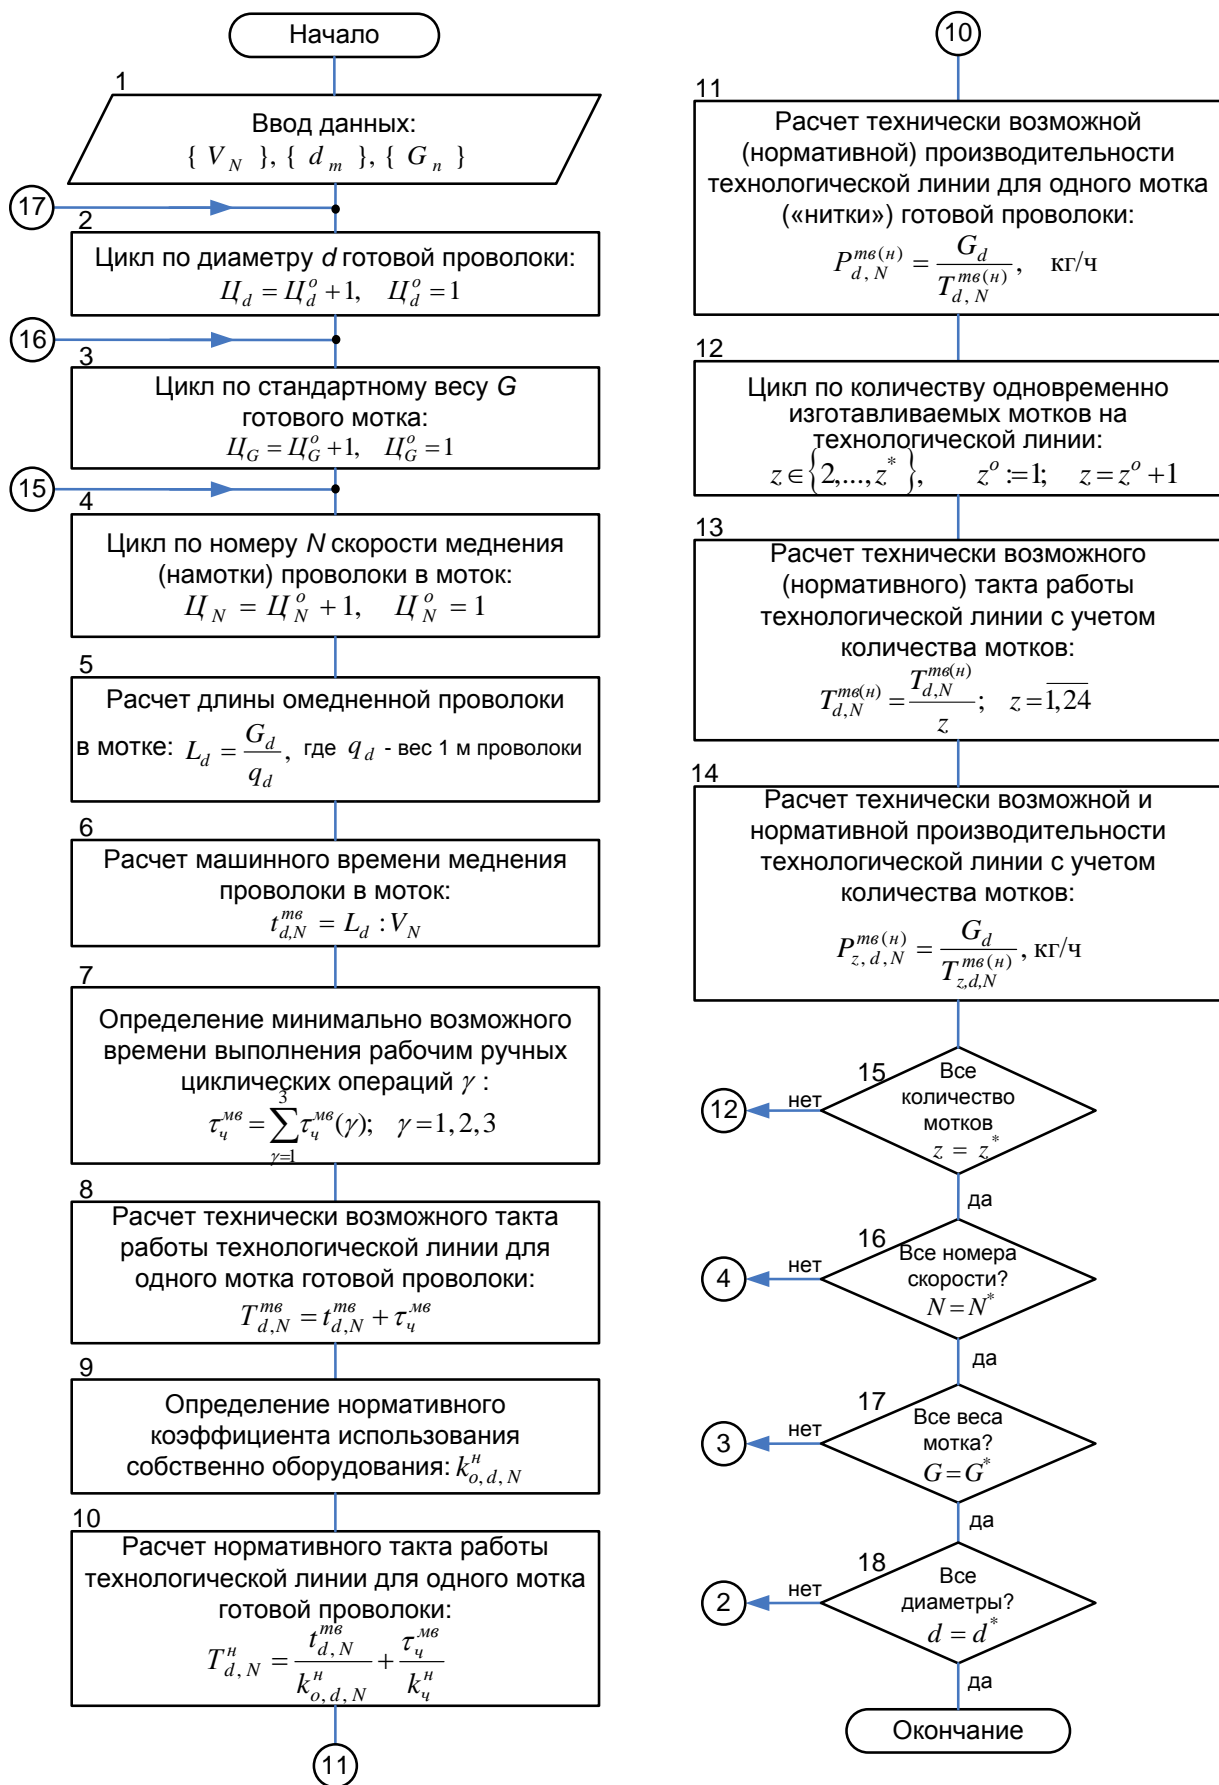 Начало
1
Ввод данных:
{ V_N }, { d_m }, { G_n }
17
2
Цикл по диаметру d готовой проволоки:
Ц_d = Ц_d^o + 1, Ц_d^o = 1
16
3
Цикл по стандартному весу G
готового мотка:
Ц_G = Ц_G^o + 1, Ц_G^o = 1
15
4
Цикл по номеру N скорости меднения
(намотки) проволоки в моток:
Ц_N = Ц_N^o + 1, Ц_N^o = 1
5
Расчет длины омедненной проволоки
в мотке: L_d = G_d / q_d, где q_d - вес 1 м проволоки
6
Расчет машинного времени меднения
проволоки в моток:
t_{d,N}^{тв} = L_d : V_N
7
Определение минимально возможного
времени выполнения рабочим ручных
циклических операций γ :
τ_ч^{мв} = ∑_{γ=1}^{3} τ_ч^{мв}(γ); γ = 1, 2, 3
8
Расчет технически возможного такта
работы технологической линии для
одного мотка готовой проволоки:
T_{d,N}^{тв} = t_{d,N}^{тв} + τ_ч^{мв}
9
Определение нормативного
коэффициента использования
собственно оборудования: k_{o,d,N}^н
10
Расчет нормативного такта работы
технологической линии для одного мотка
готовой проволоки:
T_{d,N}^н = t_{d,N}^{тв} / k_{o,d,N}^н + τ_ч^{мв} / k_ч^н
11
10
11
Расчет технически возможной
(нормативной) производительности
технологической линии для одного мотка
(«нитки») готовой проволоки:
P_{d,N}^{тв(н)} = G_d / T_{d,N}^{тв(н)}, кг/ч
12
Цикл по количеству одновременно
изготавливаемых мотков на
технологической линии:
z ∈ {2,...,z^*}, z^o := 1; z = z^o + 1
13
Расчет технически возможного
(нормативного) такта работы
технологической линии с учетом
количества мотков:
T_{d,N}^{тв(н)} = T_{d,N}^{тв(н)} / z; z = \overline{1,24}
14
Расчет технически возможной и
нормативной производительности
технологической линии с учетом
количества мотков:
P_{z,d,N}^{тв(н)} = G_d / T_{z,d,N}^{тв(н)}, кг/ч
15
Все
количество
мотков
z = z^*
нет
12
да
16
Все номера
скорости?
N = N^*
нет
4
да
17
Все веса
мотка?
G = G^*
нет
3
да
18
Все
диаметры?
d = d^*
нет
2
да
Окончание